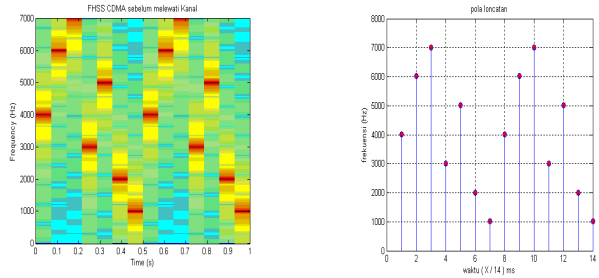 FHSS CDMA sebelum melewati Kanal
7000
6000
5000
4000
3000
2000
1000
0
0 0.1 0.2 0.3 0.4 0.5 0.6 0.7 0.8 0.9 1
Frequency (Hz)
Time (s)
pola loncatan
8000
7000
6000
5000
4000
3000
2000
1000
0
0 2 4 6 8 10 12 14
frekuensi (Hz)
waktu ( X / 14 ) ms